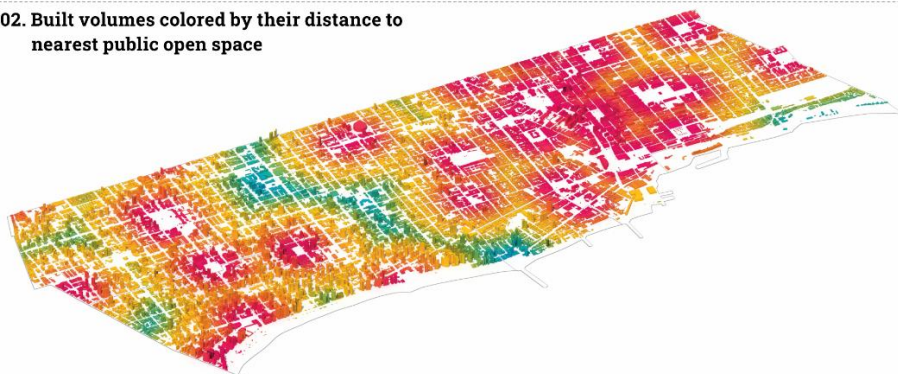 02. Built volumes colored by their distance to
nearest public open space